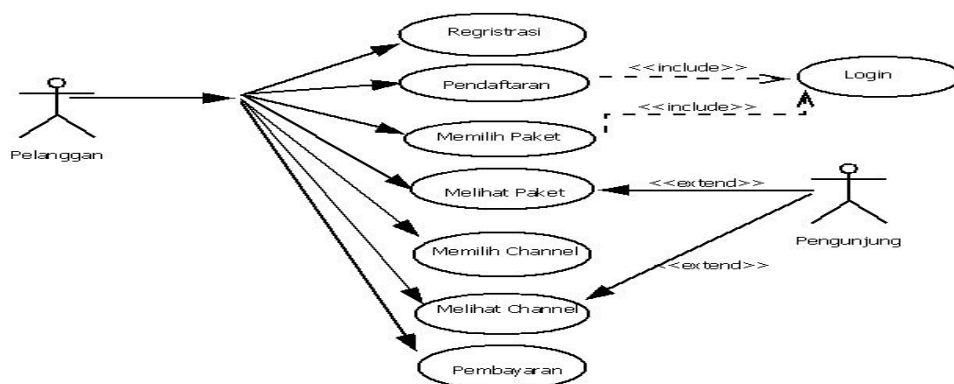 Regristrasi
Pendaftaran
<<include>>
Login
<<include>>
Memilih Paket
Pelanggan
Melihat Paket
<<extend>>
Pengunjung
Memilih Channel
<<extend>>
Melihat Channel
Pembayaran